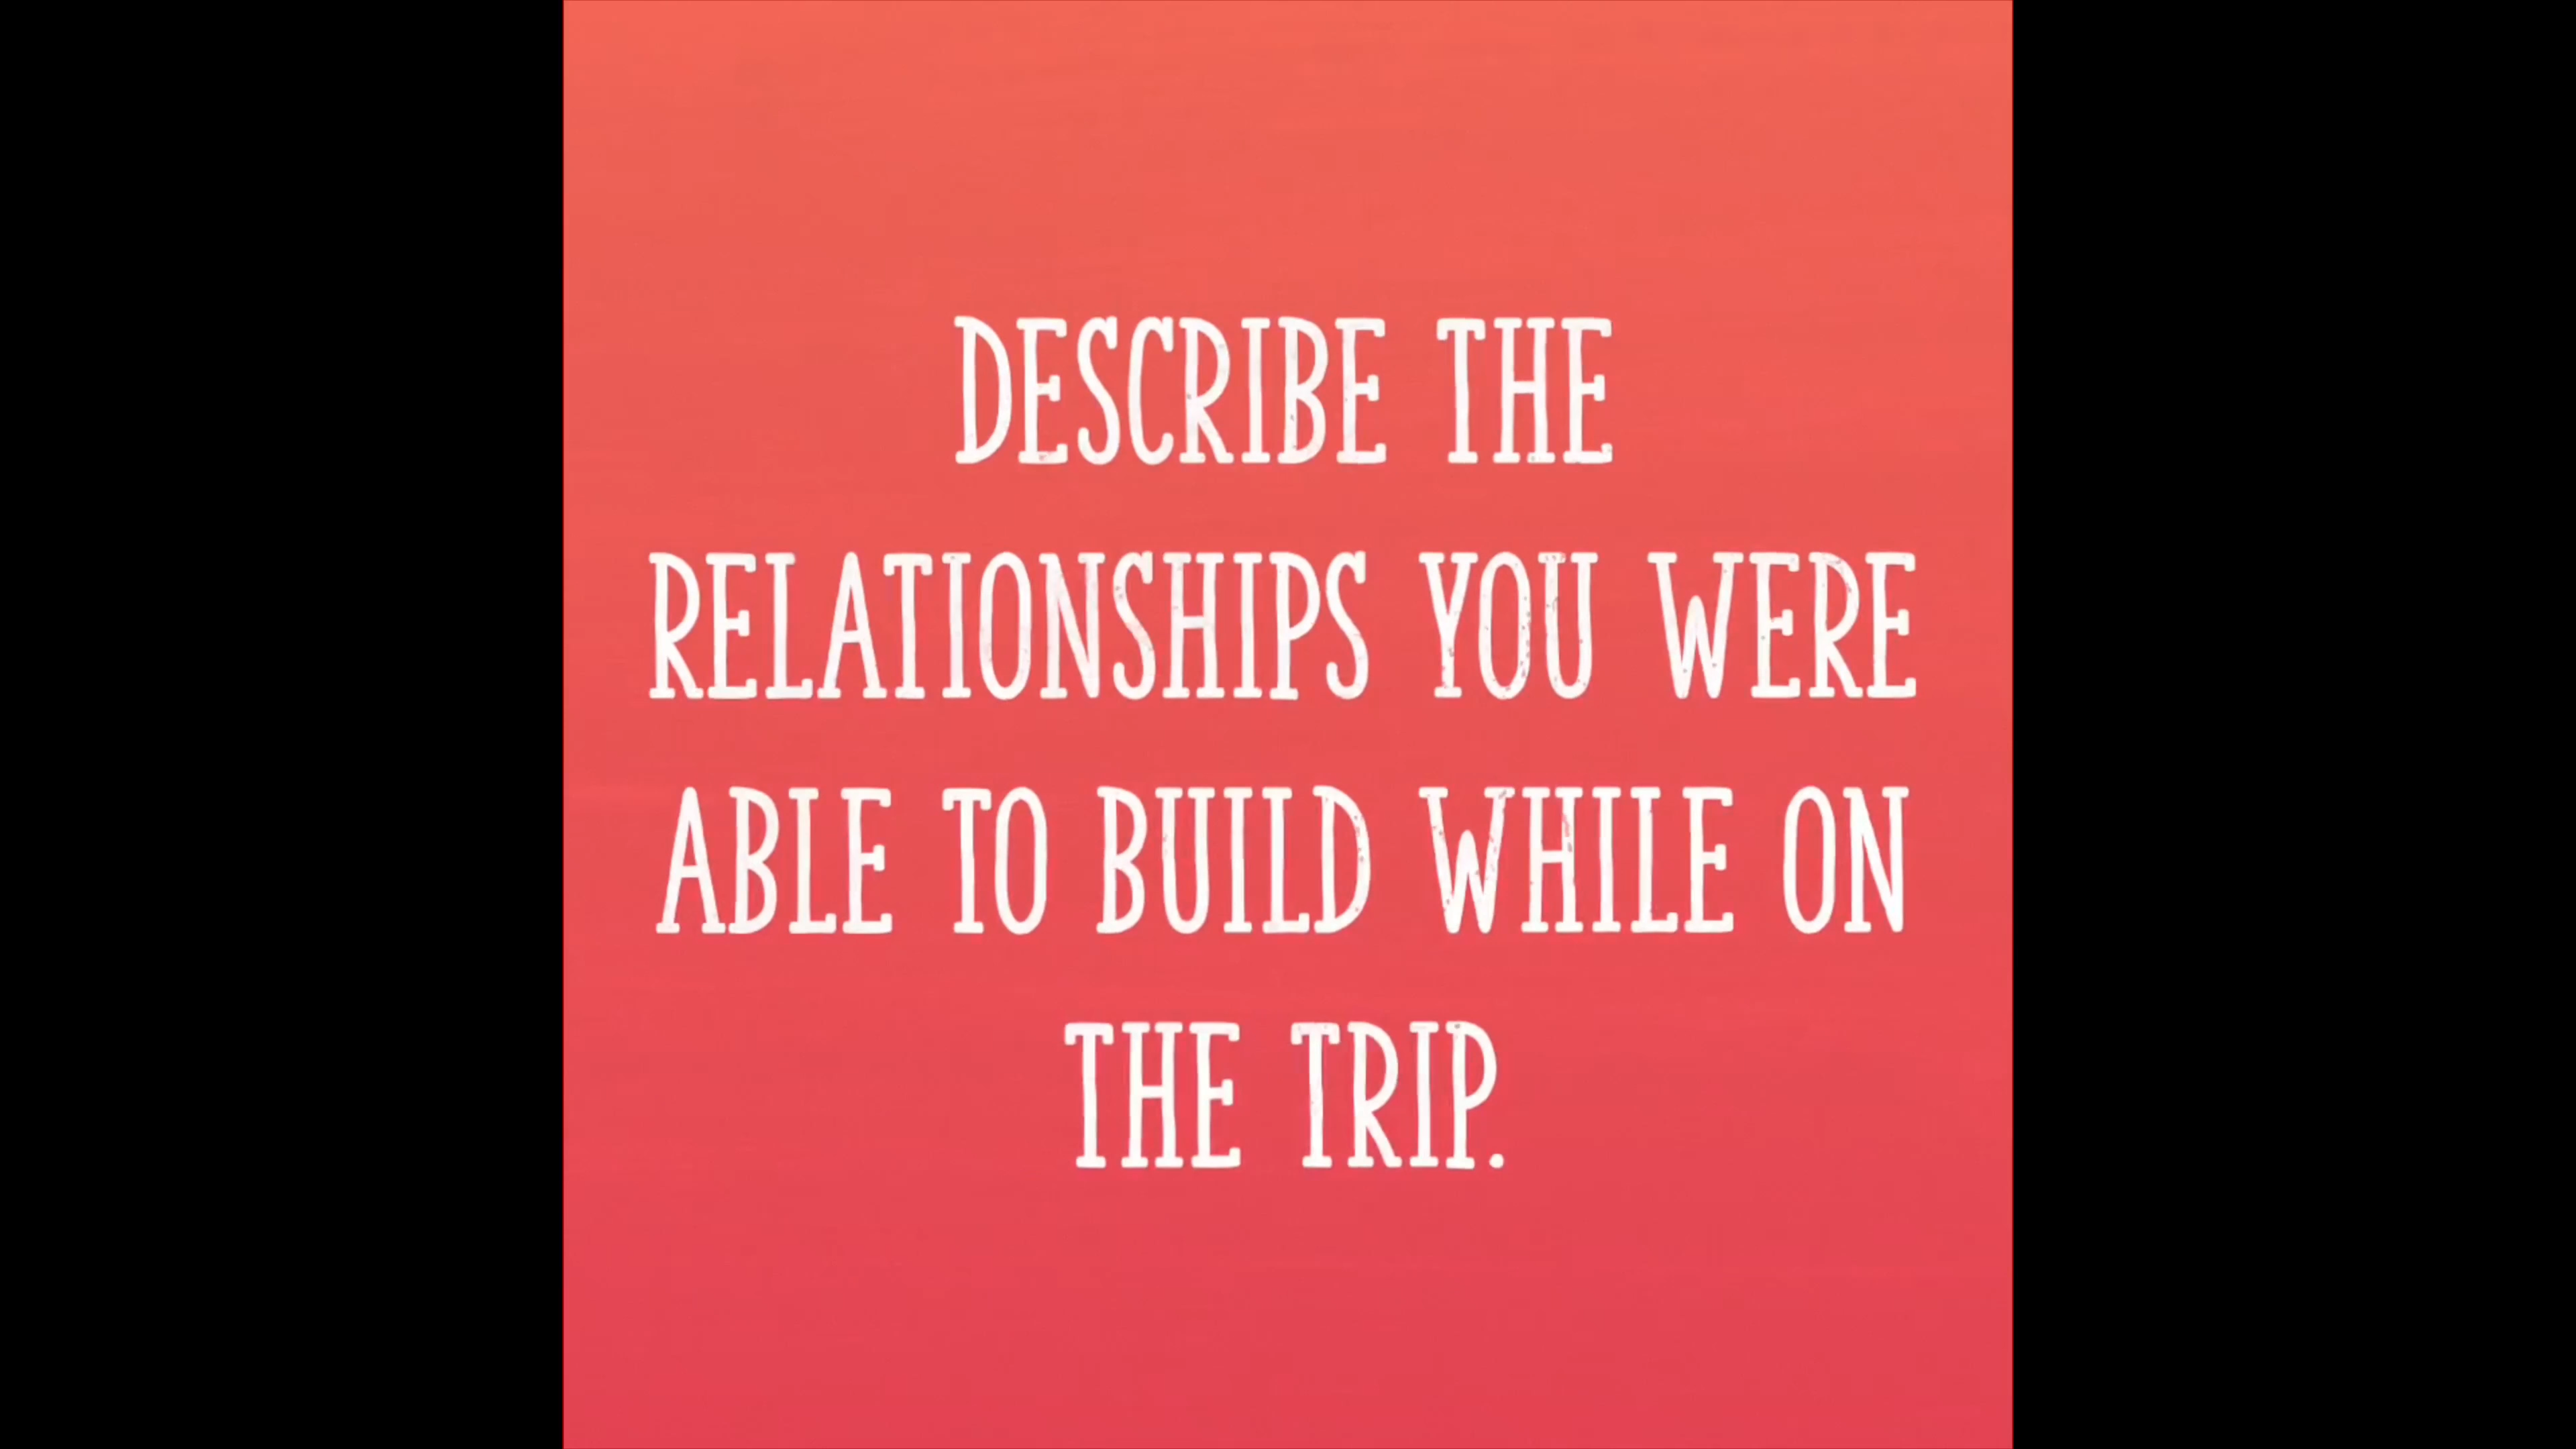 DESCRIBE THE
RELATIONSHIPS YOU WERE
ABLE TO BUILD WHILE ON
THE TRIP.